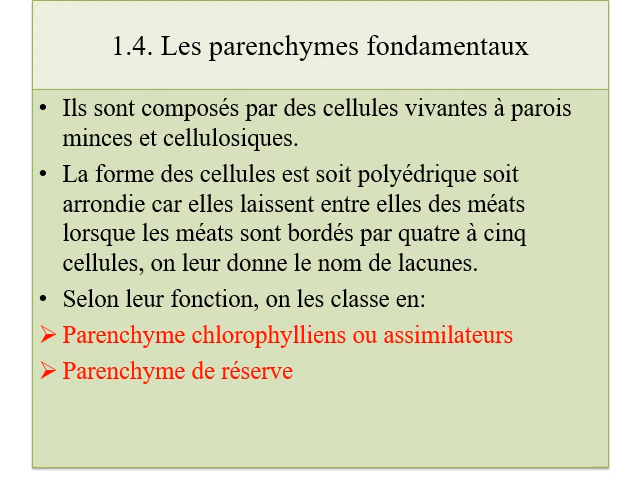 1.4. Les parenchymes fondamentaux
• Ils sont composés par des cellules vivantes à parois
minces et cellulosiques.
• La forme des cellules est soit polyédrique soit
arrondie car elles laissent entre elles des méats
lorsque les méats sont bordés par quatre à cinq
cellules, on leur donne le nom de lacunes.
• Selon leur fonction, on les classe en:
➢ Parenchyme chlorophylliens ou assimilateurs
➢ Parenchyme de réserve